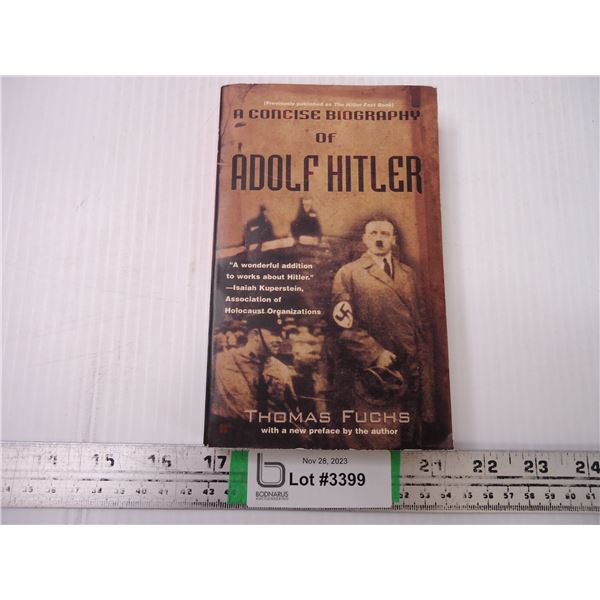 (Previously published as The Hitler Fact Book)
A CONCISE BIOGRAPHY
OF
ADOLF HITLER
"A wonderful addition
to works about Hitler."
—Isaiah Kuperstein,
Association of
Holocaust Organizations
THOMAS FUCHS
with a new preface by the author
15 16 17 21 22 23 24
Nov 28, 2023
Lot #3399
BODNARUS
AUCTIONEERING